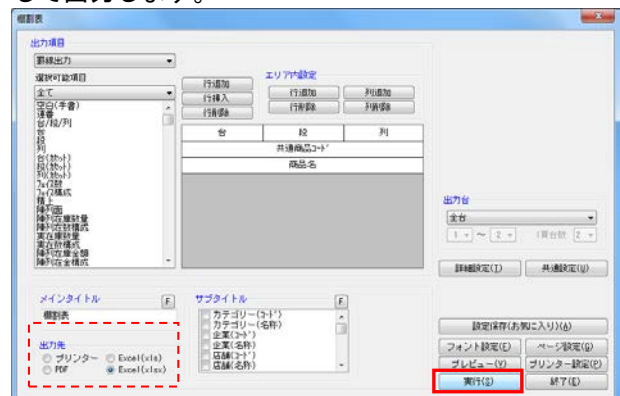 して出力します。
棚割表
出力項目
罫線出力
選択可能項目
全て
空白(手書)
連番
台/段/列
台
段
列
台(カセット)
段(カセット)
列(カセット)
フェイス数
フェイス構成
積上
陳列面
陳列在庫数量
陳列在数構成
実在庫数量
実在数構成
陳列在庫金額
陳列在金構成
行追加
行挿入
行削除
エリア内設定
行追加 列追加
行削除 列削除
台 段 列
共通商品コード
商品名
出力台
全台
1 ～ 2 1頁台数 2
詳細設定(T) 共通設定(U)
メインタイトル F
棚割表
サブタイトル F
カテゴリー(コード)
カテゴリー(名称)
企業(コード)
企業(名称)
店舗(コード)
店舗(名称)
出力先
プリンター Excel(xls)
PDF Excel(xlsx)
設定保存(お気に入り)(A)
フォント設定(F) ページ設定(G)
プレビュー(V) プリンター設定(P)
実行(S) 終了(E)